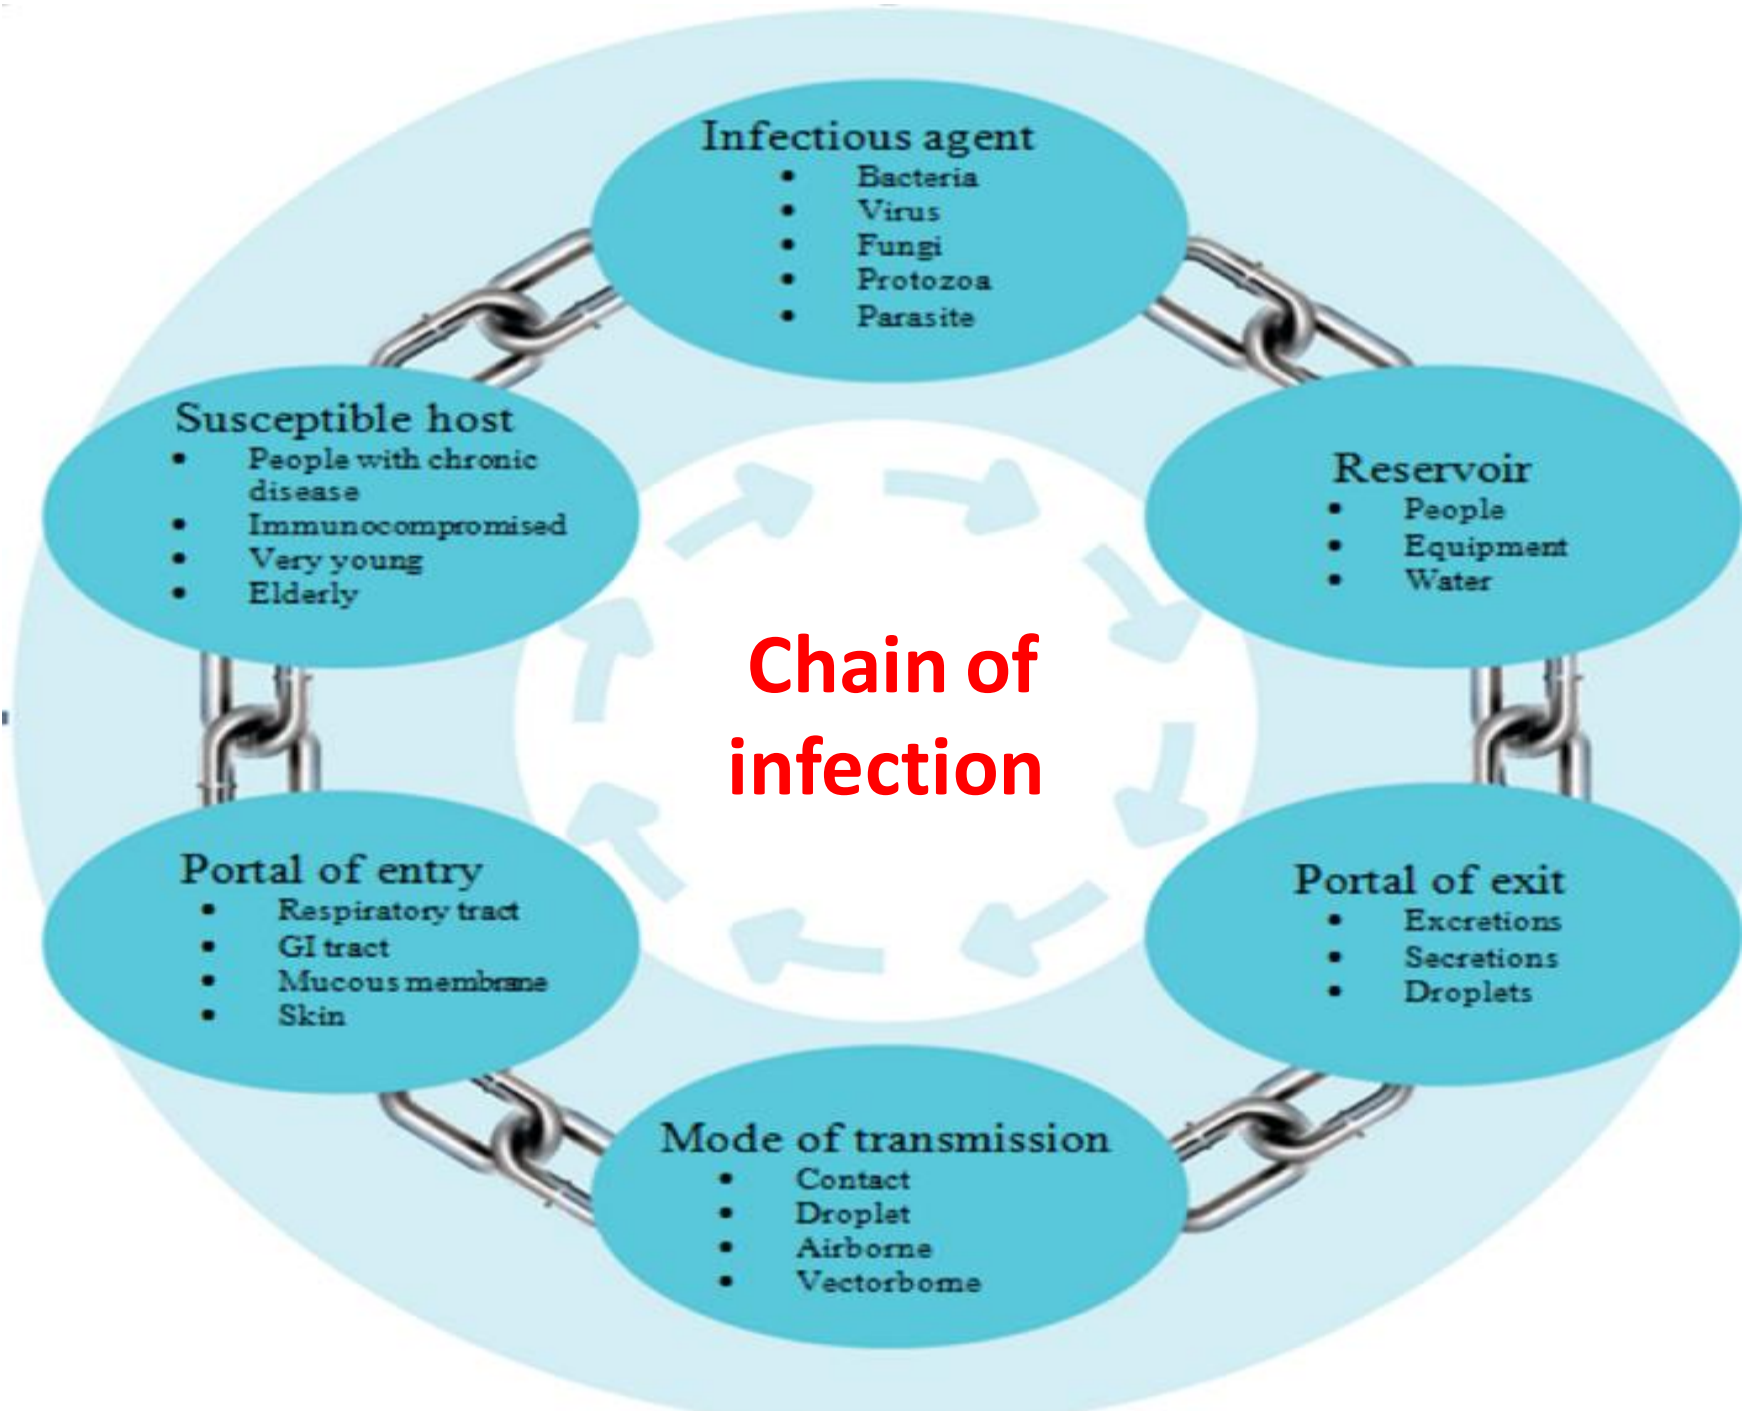 Infectious agent
• Bacteria
• Virus
• Fungi
• Protozoa
• Parasite
Reservoir
• People
• Equipment
• Water
Portal of exit
• Excretions
• Secretions
• Droplets
Mode of transmission
• Contact
• Droplet
• Airborne
• Vectorborne
Portal of entry
• Respiratory tract
• GI tract
• Mucous membrane
• Skin
Susceptible host
• People with chronic
disease
• Immunocompromised
• Very young
• Elderly
Chain of
infection